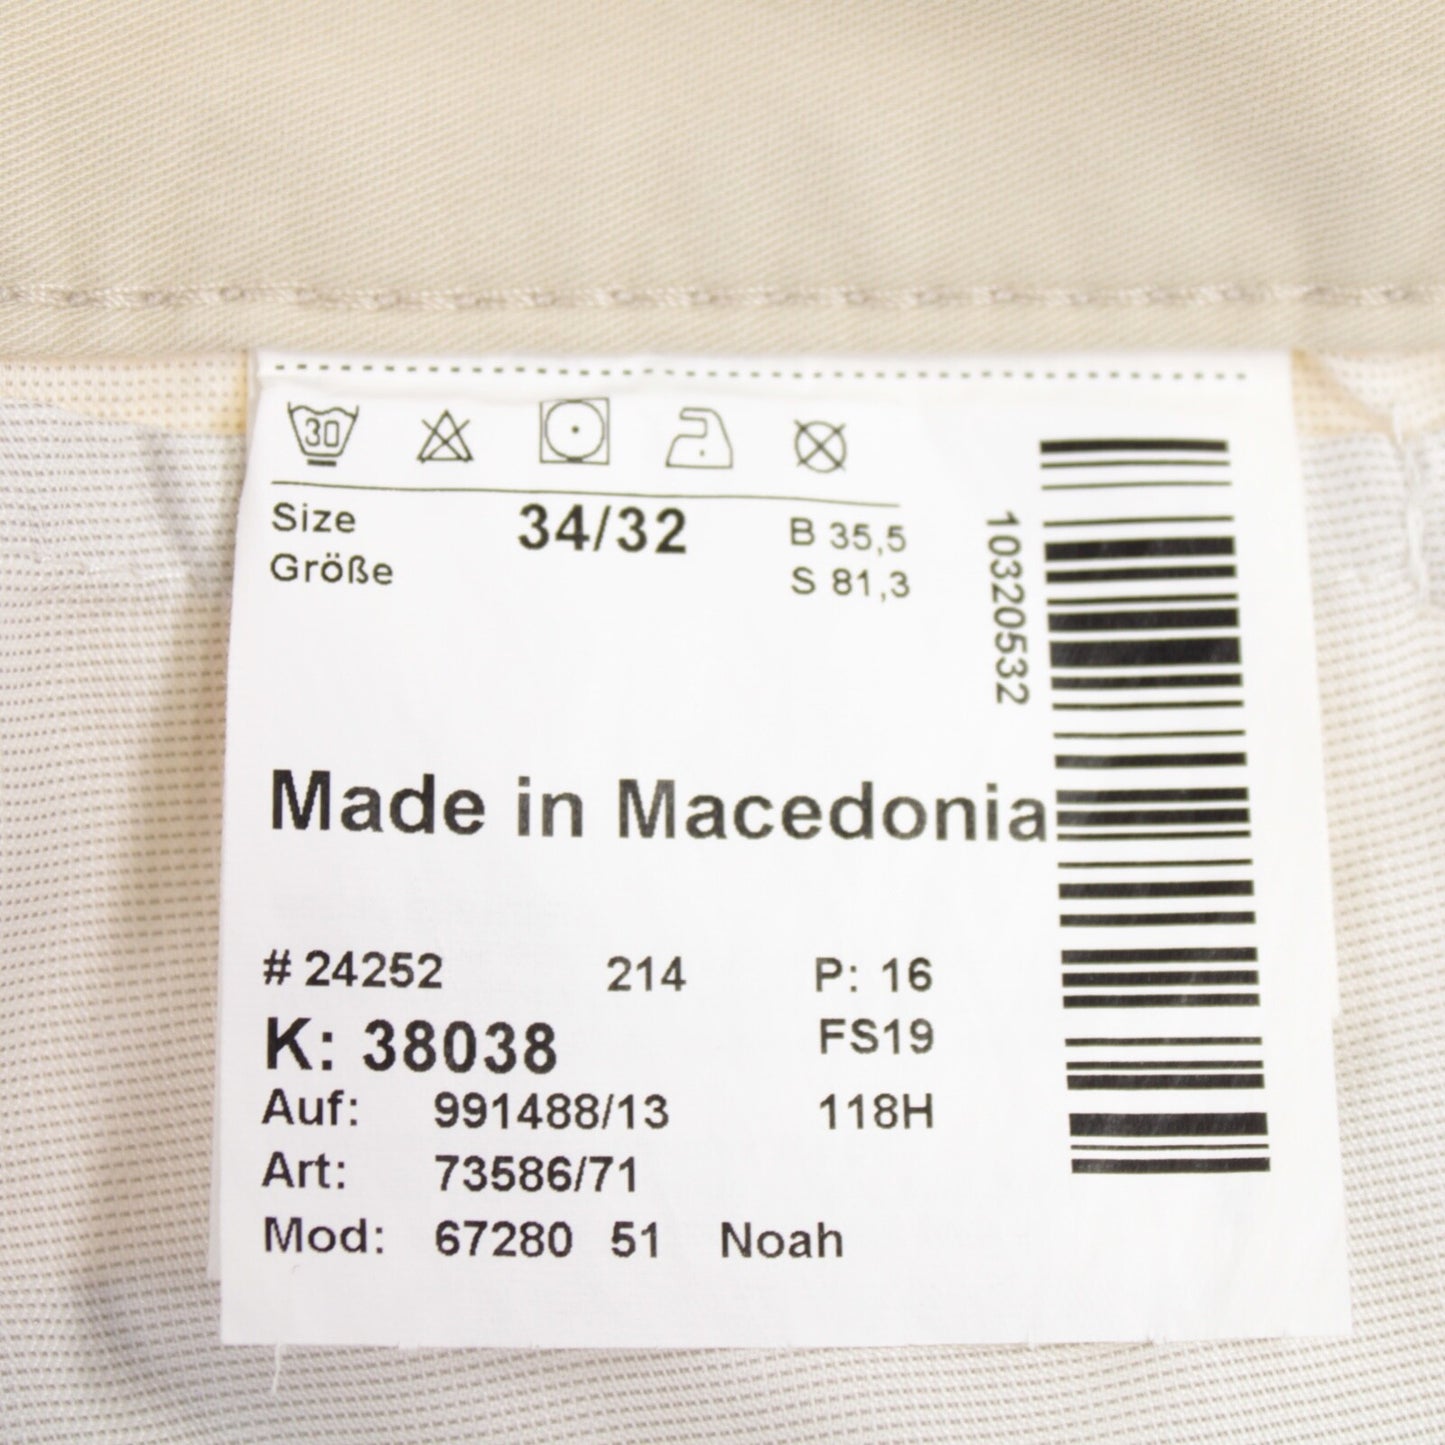 30
Size 34/32 B 35,5
Größe S 81,3
10320532
Made in Macedonia
# 24252 214 P: 16
K: 38038 FS19
Auf: 991488/13 118H
Art: 73586/71
Mod: 67280 51 Noah